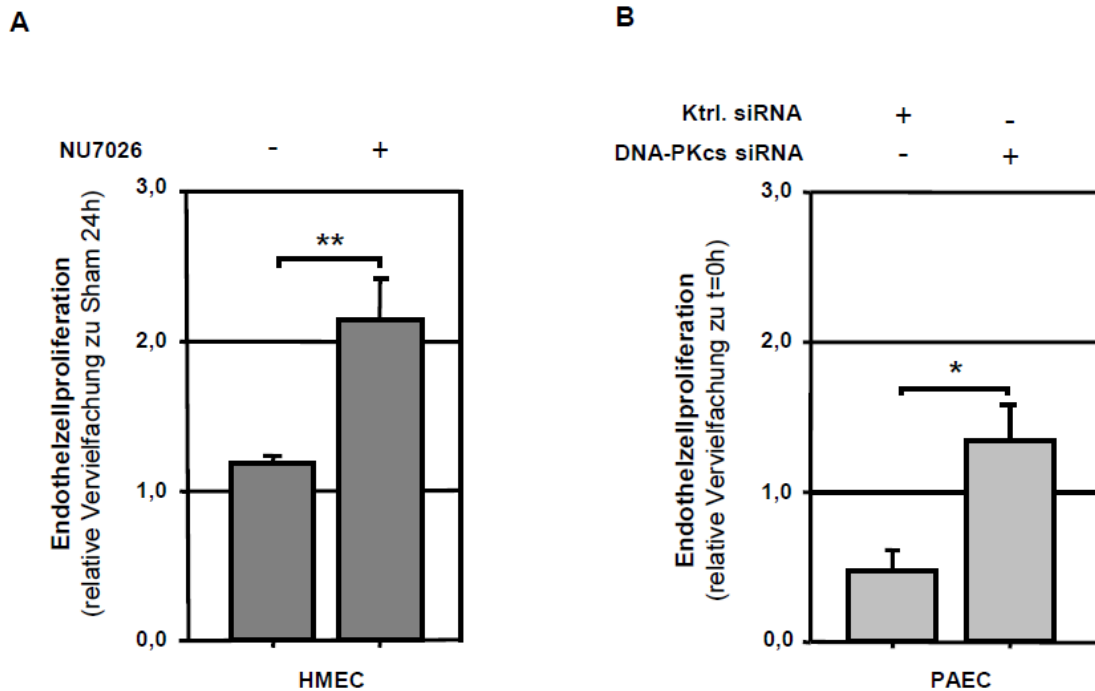 A
NU7026 - +
Endothelzellproliferation
(relative Vervielfachung zu Sham 24h)
3,0
**
2,0
1,0
0,0
HMEC
B
Ktrl. siRNA + -
DNA-PKcs siRNA - +
Endothelzellproliferation
(relative Vervielfachung zu t=0h)
3,0
2,0
*
1,0
0,0
PAEC